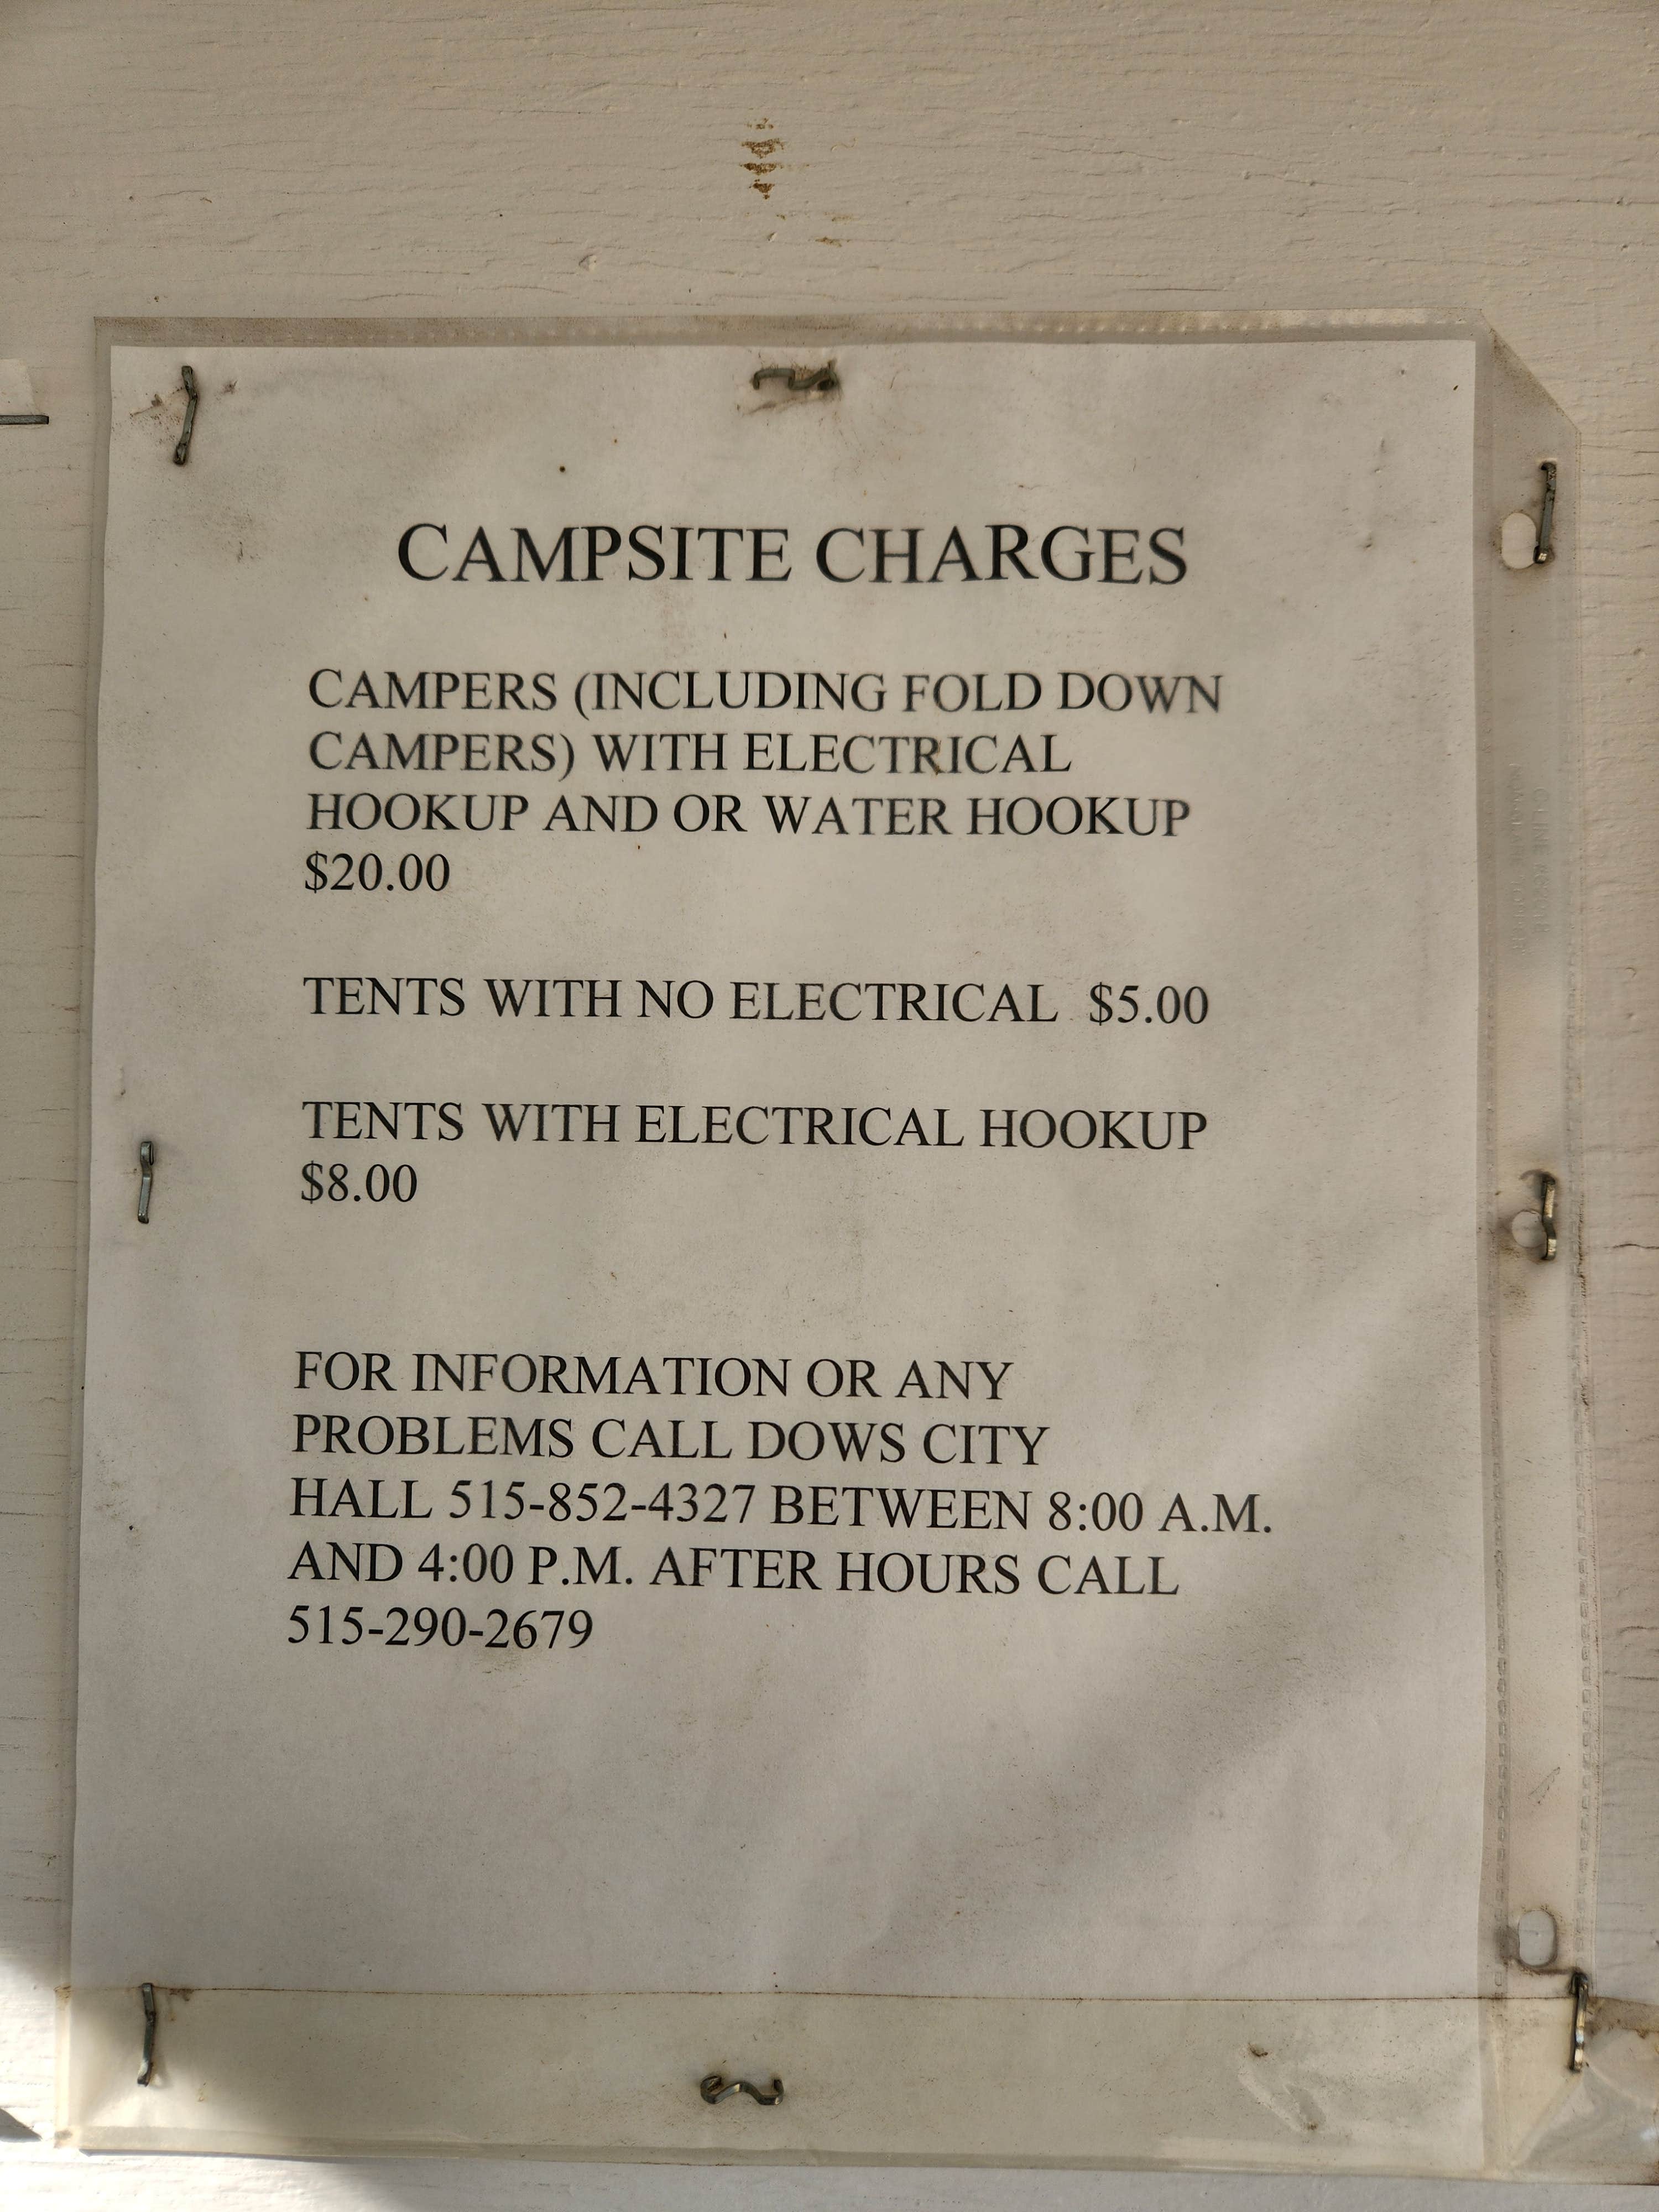 CAMPSITE CHARGES
CAMPERS (INCLUDING FOLD DOWN
CAMPERS) WITH ELECTRICAL
HOOKUP AND OR WATER HOOKUP
$20.00
TENTS WITH NO ELECTRICAL $5.00
TENTS WITH ELECTRICAL HOOKUP
$8.00
FOR INFORMATION OR ANY
PROBLEMS CALL DOWS CITY
HALL 515-852-4327 BETWEEN 8:00 A.M.
AND 4:00 P.M. AFTER HOURS CALL
515-290-2679